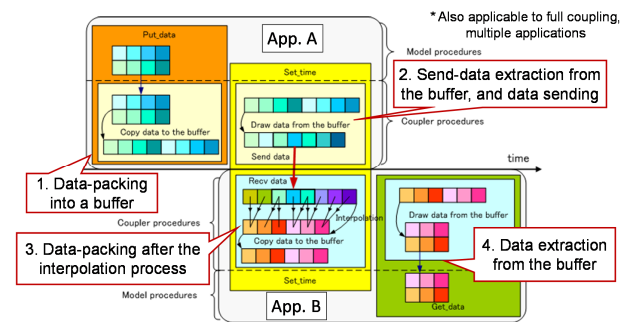 * Also applicable to full coupling,
multiple applications
Put_data
App. A
Model procedures
Set_time
2. Send-data extraction from
the buffer, and data sending
Draw data from the buffer
Coupler procedures
Copy data to the buffer
Send data
time
1. Data-packing
into a buffer
Recv data
Draw data from the buffer
Coupler procedures
Interpolation
3. Data-packing after the
interpolation process
Copy data to the buffer
4. Data extraction
from the buffer
Set_time
Model procedures
App. B
Get_data